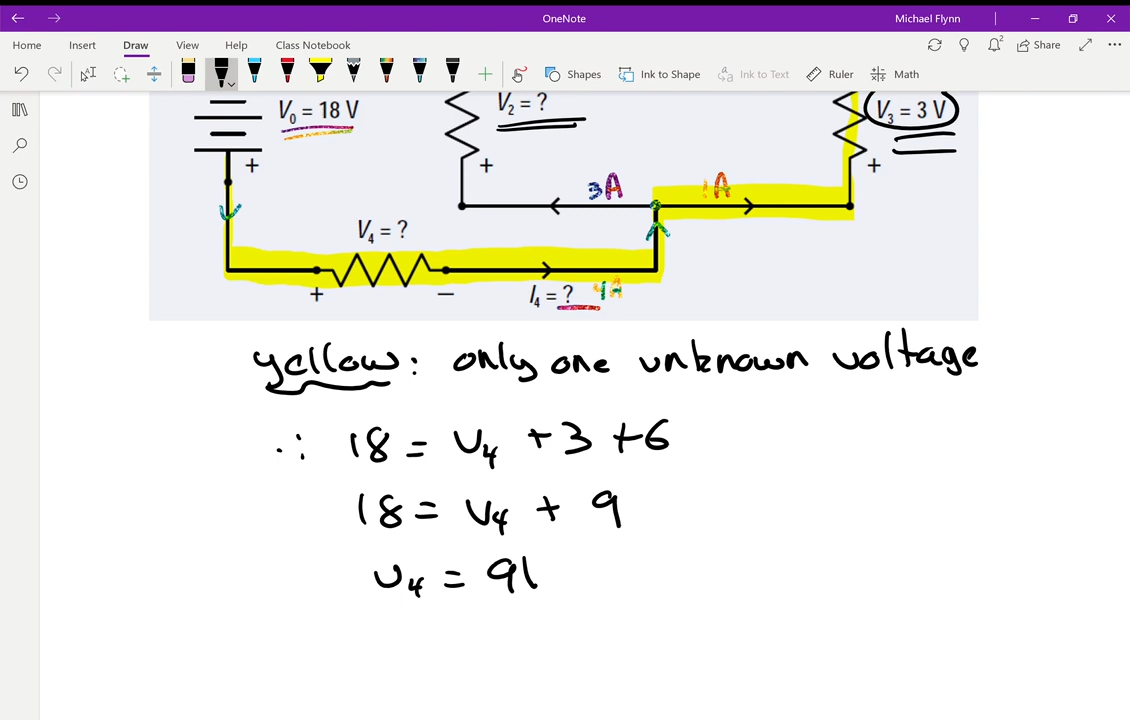 OneNote
Michael Flynn
Home Insert Draw View Help Class Notebook
2 Share
Shapes Ink to Shape Ink to Text Ruler Math
V₀ = 18 V
V₂ = ?
V₃ = 3 V
+ + +
3A 1A
V₄ = ?
+ − I₄ = ? 4A
yellow: only one unknown voltage
∴ 18 = V₄ + 3 + 6
18 = V₄ + 9
V₄ = 9